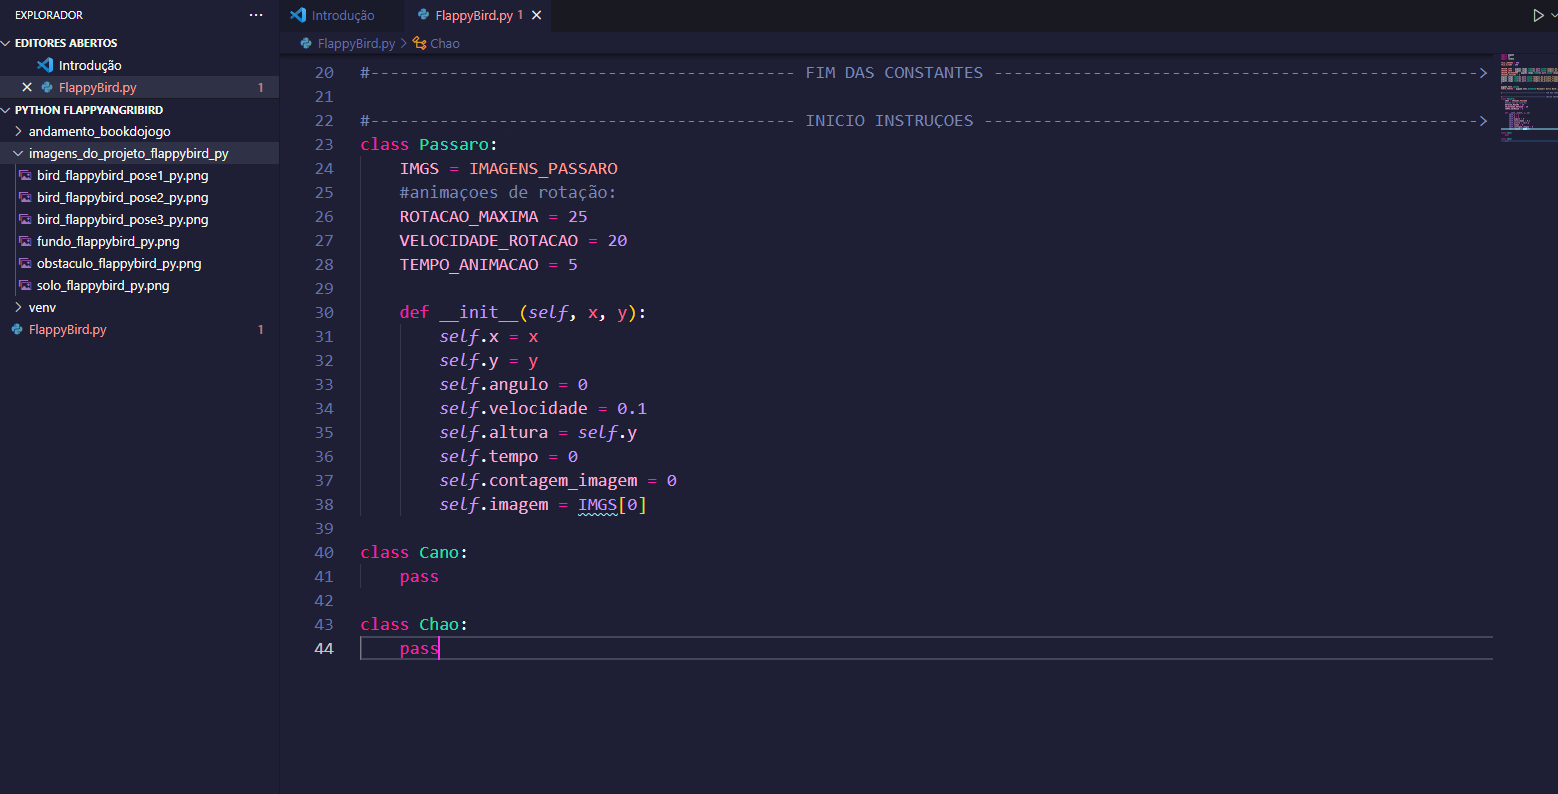 EXPLORADOR ···
EDITORES ABERTOS
Introdução
FlappyBird.py 1
PYTHON FLAPPYANGRIBIRD
andamento_bookdojogo
imagens_do_projeto_flappybird_py
bird_flappybird_pose1_py.png
bird_flappybird_pose2_py.png
bird_flappybird_pose3_py.png
fundo_flappybird_py.png
obstaculo_flappybird_py.png
solo_flappybird_py.png
venv
FlappyBird.py 1
Introdução FlappyBird.py 1
FlappyBird.py > Chao
20 #------------------------------------------- FIM DAS CONSTANTES ------------------------------------------------->
21
22 #------------------------------------------- INICIO INSTRUÇOES -------------------------------------------------->
23 class Passaro:
24     IMGS = IMAGENS_PASSARO
25     #animaçoes de rotação:
26     ROTACAO_MAXIMA = 25
27     VELOCIDADE_ROTACAO = 20
28     TEMPO_ANIMACAO = 5
29
30     def __init__(self, x, y):
31         self.x = x
32         self.y = y
33         self.angulo = 0
34         self.velocidade = 0.1
35         self.altura = self.y
36         self.tempo = 0
37         self.contagem_imagem = 0
38         self.imagem = IMGS[0]
39
40 class Cano:
41     pass
42
43 class Chao:
44     pass